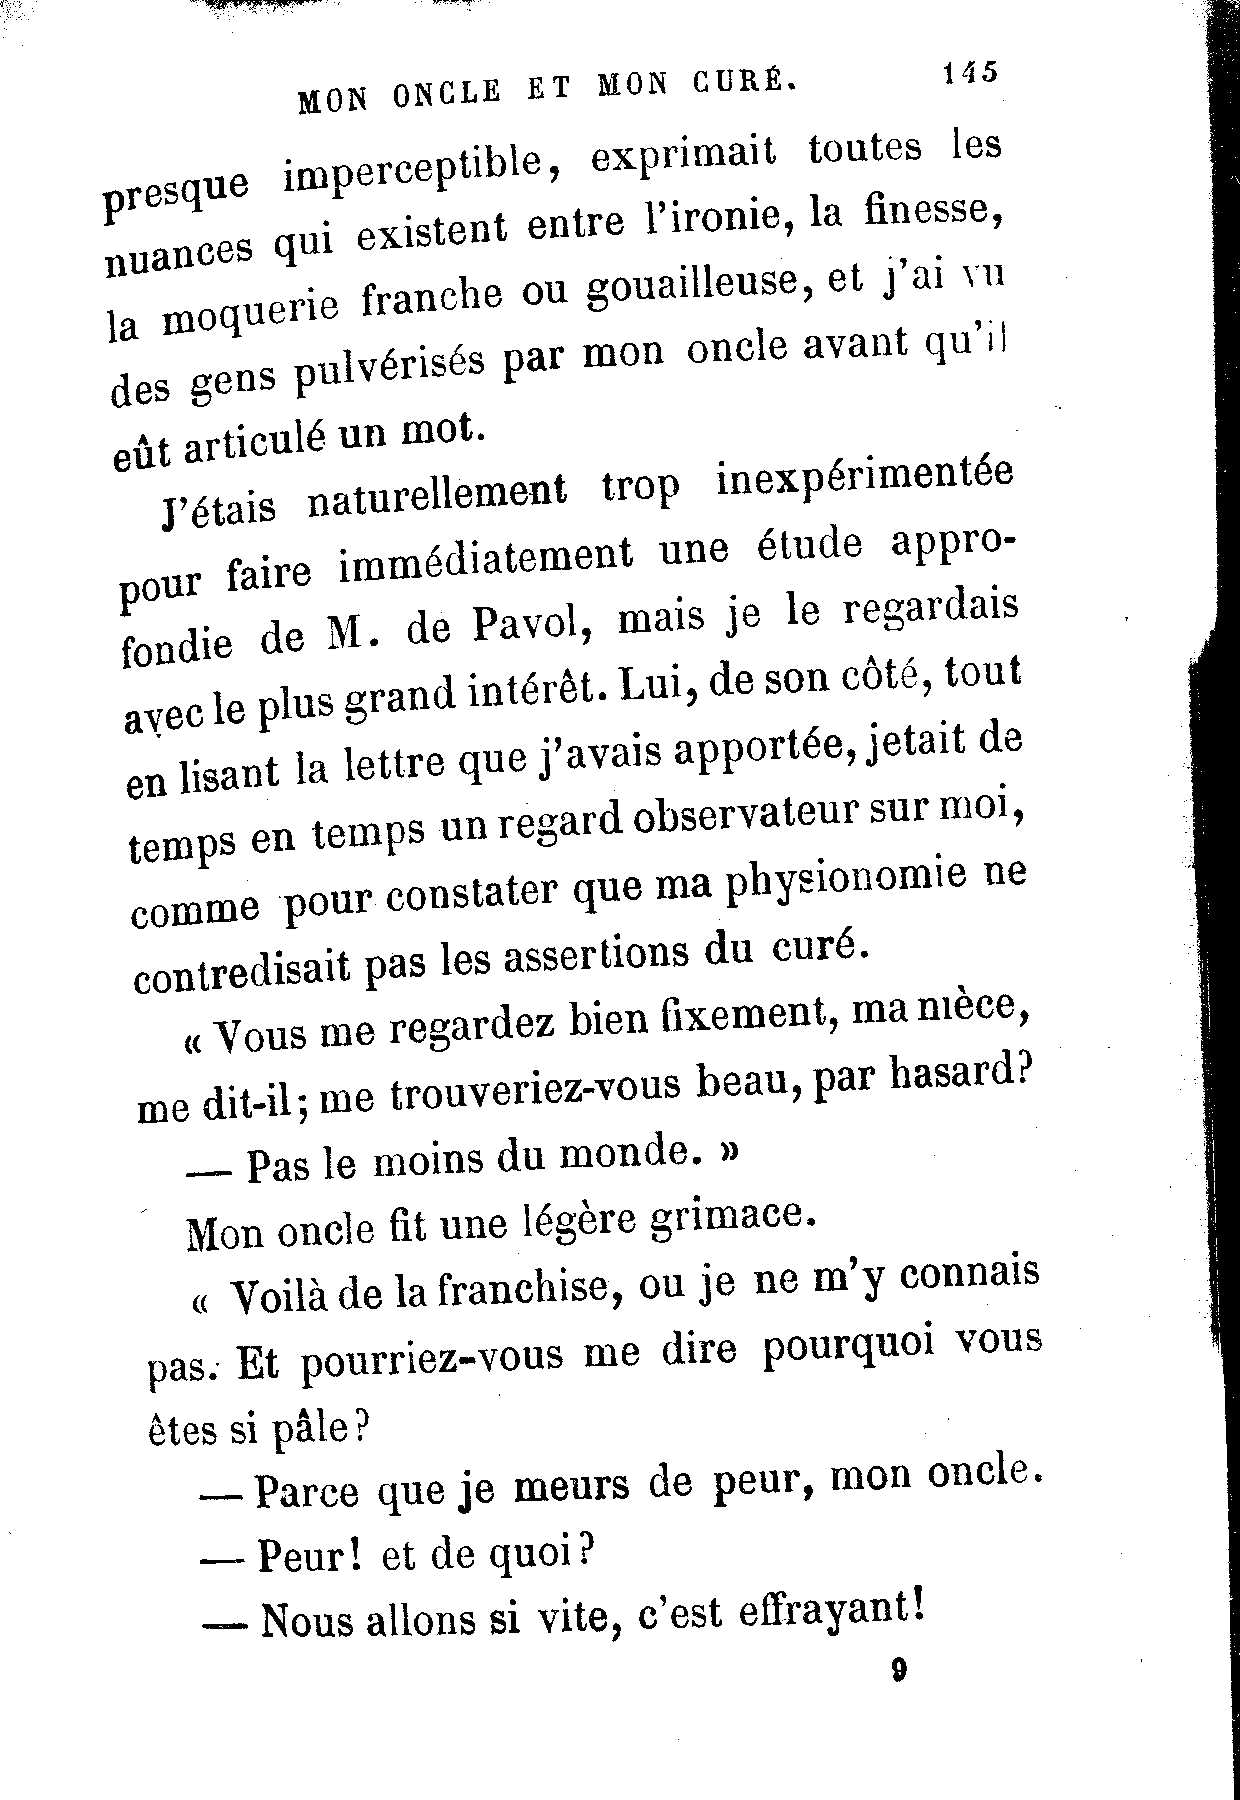 MON ONCLE ET MON CURÉ. 145
presque imperceptible, exprimait toutes les
nuances qui existent entre l'ironie, la finesse,
la moquerie franche ou gouailleuse, et j'ai vu
des gens pulvérisés par mon oncle avant qu'il
eût articulé un mot.
J'étais naturellement trop inexpérimentée
pour faire immédiatement une étude appro-
fondie de M. de Pavol, mais je le regardais
avec le plus grand intérêt. Lui, de son côté, tout
en lisant la lettre que j'avais apportée, jetait de
temps en temps un regard observateur sur moi,
comme pour constater que ma physionomie ne
contredisait pas les assertions du curé.
« Vous me regardez bien fixement, ma nièce,
me dit-il; me trouveriez-vous beau, par hasard?
— Pas le moins du monde. »
Mon oncle fit une légère grimace.
« Voilà de la franchise, ou je ne m'y connais
pas. Et pourriez-vous me dire pourquoi vous
êtes si pâle?
— Parce que je meurs de peur, mon oncle.
— Peur! et de quoi?
— Nous allons si vite, c'est effrayant!
9